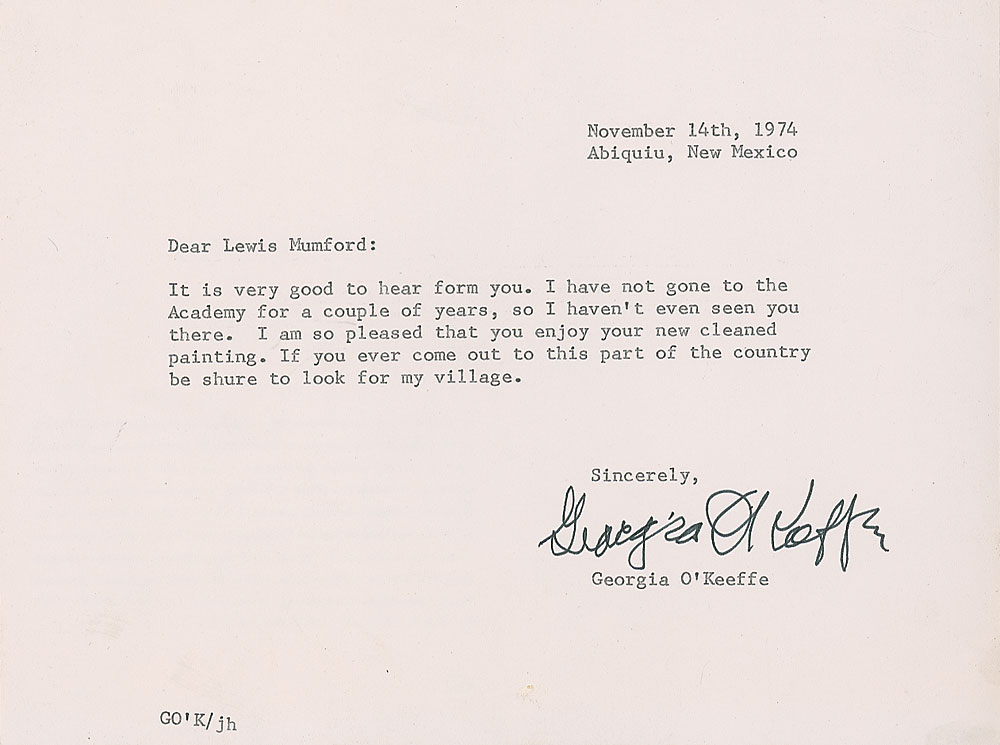 November 14th, 1974
Abiquiu, New Mexico
Dear Lewis Mumford:
It is very good to hear form you. I have not gone to the
Academy for a couple of years, so I haven't even seen you
there.  I am so pleased that you enjoy your new cleaned
painting. If you ever come out to this part of the country
be shure to look for my village.
Sincerely,
Georgia O'Keeffe
Georgia O'Keeffe
GO'K/jh